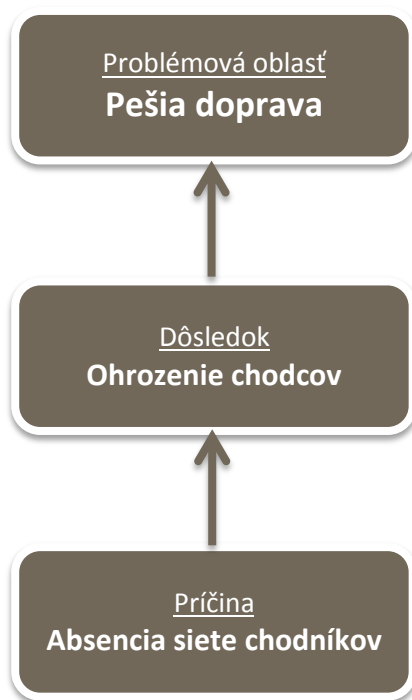 Problémová oblasť
Pešia doprava
Dôsledok
Ohrozenie chodcov
Príčina
Absencia siete chodníkov